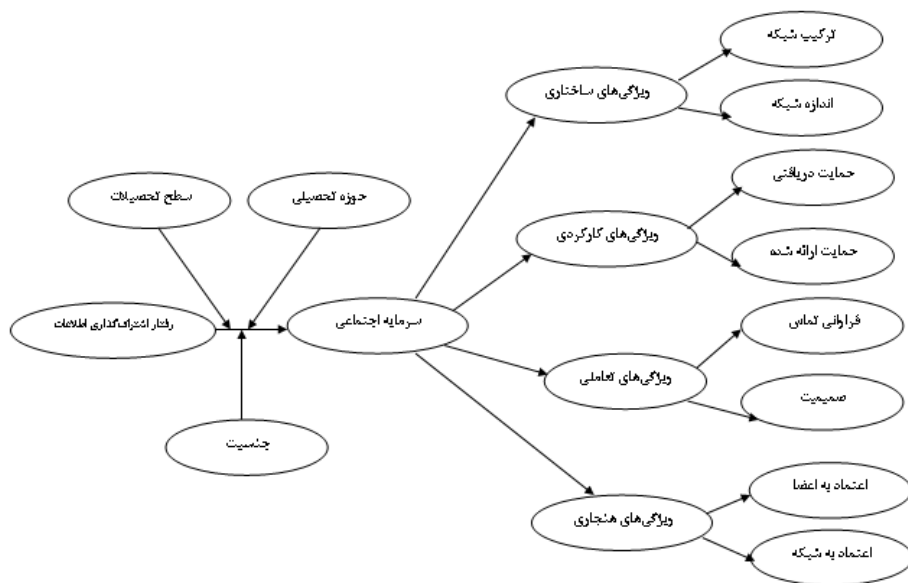 ترکیب شبکه
ویژگی‌های ساختاری
اندازه شبکه
حمایت دریافتی
سطح تحصیلات
حوزه تحصیلی
ویژگی‌های کارکردی
حمایت ارائه شده
رفتار اشتراک‌گذاری اطلاعات
سرمایه اجتماعی
فراوانی تماس
ویژگی‌های تعاملی
صمیمیت
جنسیت
اعتماد به اعضا
ویژگی‌های هنجاری
اعتماد به شبکه